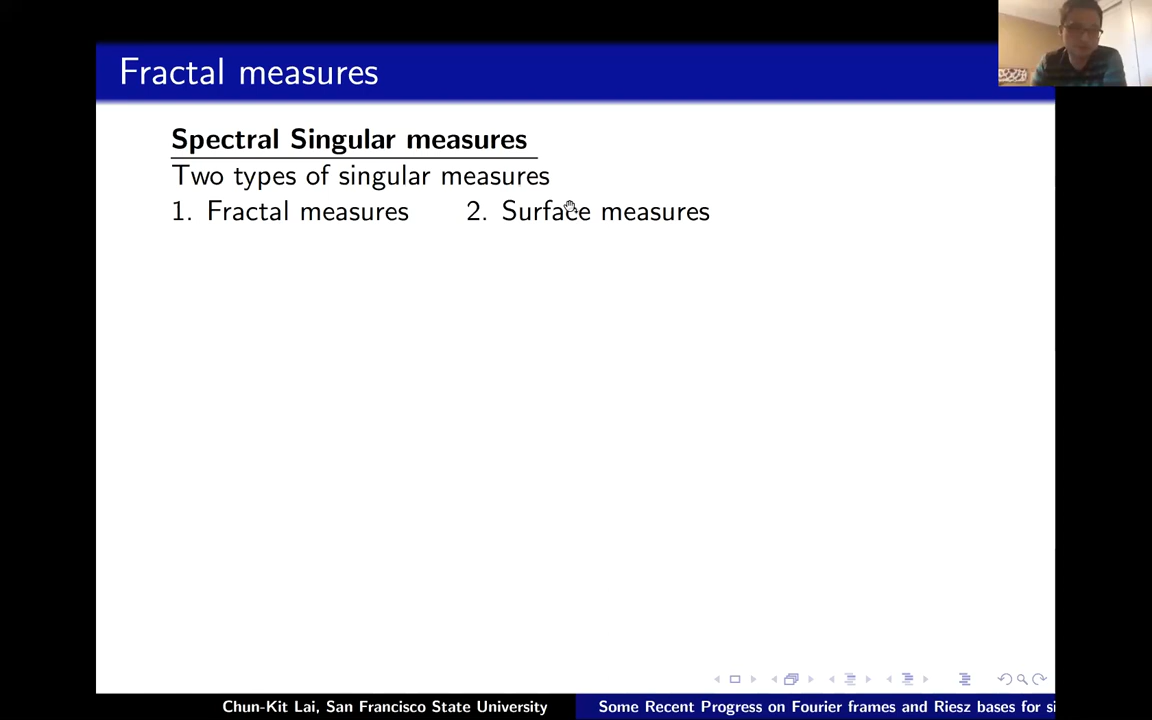 Fractal measures
Spectral Singular measures
Two types of singular measures
1. Fractal measures 2. Surface measures
Chun-Kit Lai, San Francisco State University Some Recent Progress on Fourier frames and Riesz bases for si